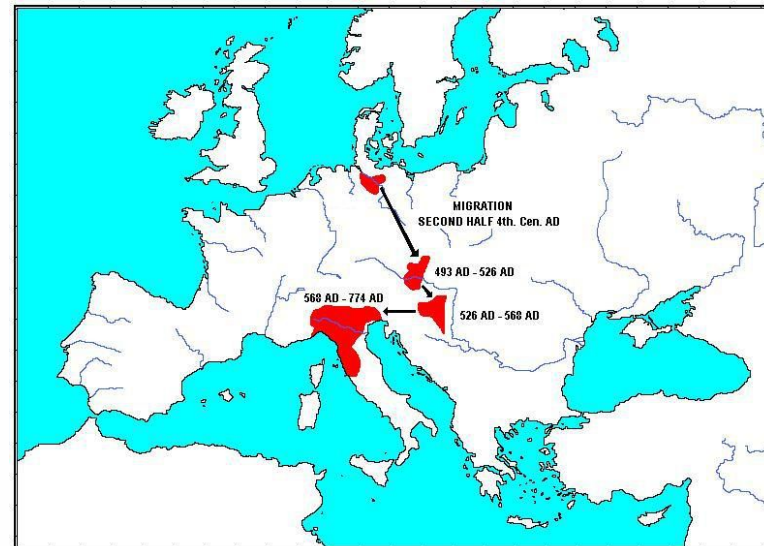 MIGRATION
SECOND HALF 4th. Cen. AD
493 AD - 526 AD
568 AD - 774 AD
526 AD - 568 AD